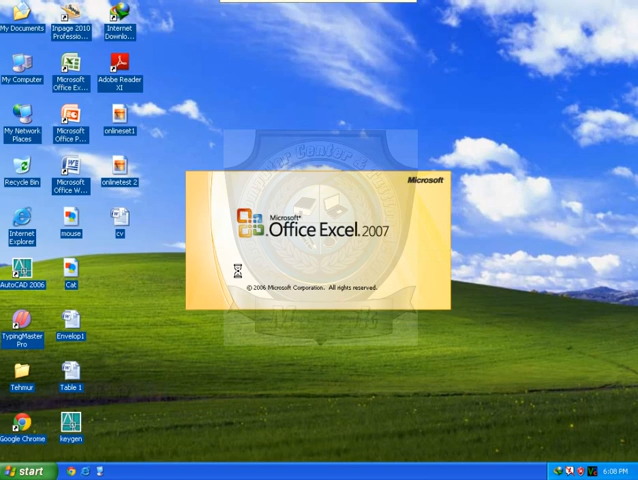 My Documents
Inpage 2010
Professio...
Internet
Downlo...
My Computer
Microsoft
Office Ex...
Adobe Reader
XI
My Network
Places
Microsoft
Office P...
onlineset1
Recycle Bin
Microsoft
Office W...
onlinetest 2
Internet
Explorer
mouse
cv
AutoCAD 2006
Cat
TypingMaster
Pro
Envelop1
Tehmur
Table 1
Google Chrome
keygen
Microsoft
Microsoft®
Office Excel 2007
© 2006 Microsoft Corporation. All rights reserved.
start
6:08 PM